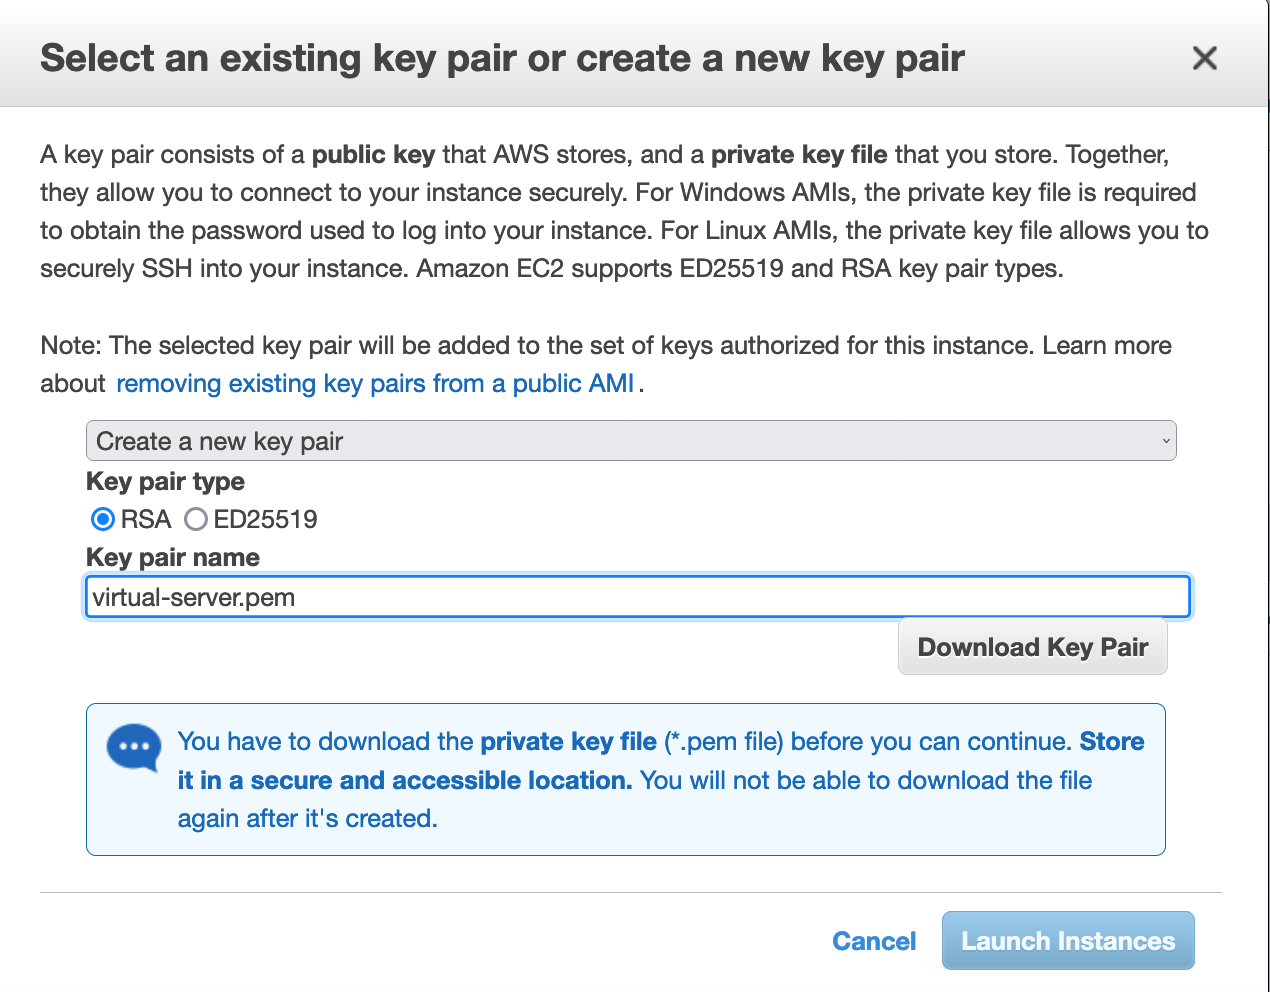 Select an existing key pair or create a new key pair
A key pair consists of a public key that AWS stores, and a private key file that you store. Together,
they allow you to connect to your instance securely. For Windows AMIs, the private key file is required
to obtain the password used to log into your instance. For Linux AMIs, the private key file allows you to
securely SSH into your instance. Amazon EC2 supports ED25519 and RSA key pair types.
Note: The selected key pair will be added to the set of keys authorized for this instance. Learn more
about removing existing key pairs from a public AMI.
Create a new key pair
Key pair type
RSA ED25519
Key pair name
virtual-server.pem
Download Key Pair
You have to download the private key file (*.pem file) before you can continue. Store
it in a secure and accessible location. You will not be able to download the file
again after it's created.
Cancel Launch Instances